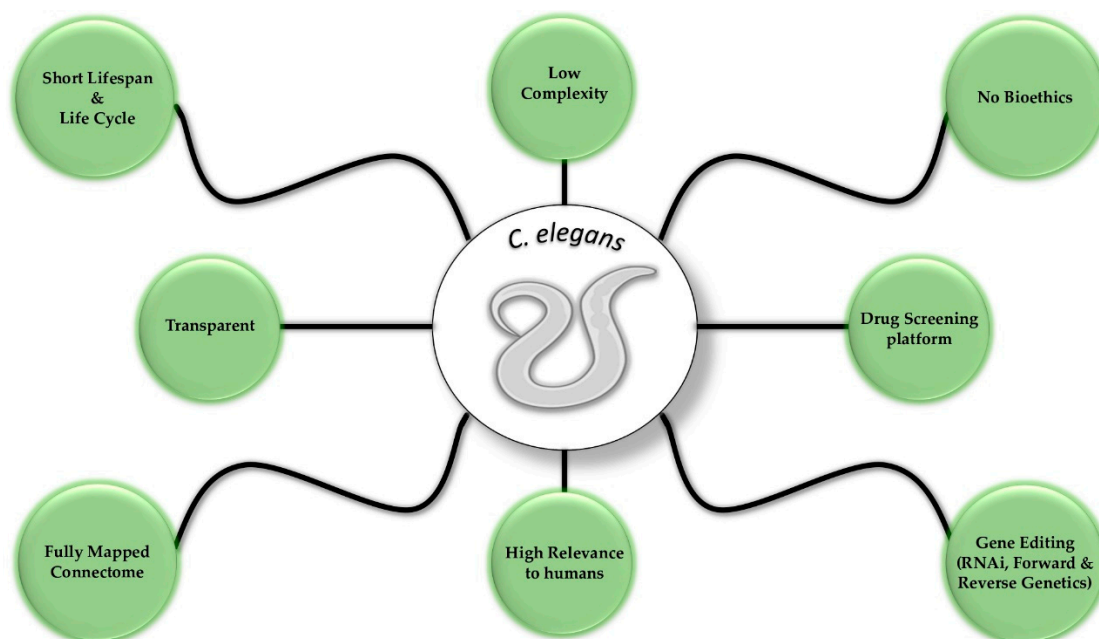 Short Lifespan
&
Life Cycle
Low
Complexity
No Bioethics
C. elegans
Transparent
Drug Screening
platform
Fully Mapped
Connectome
High Relevance
to humans
Gene Editing
(RNAi, Forward &
Reverse Genetics)